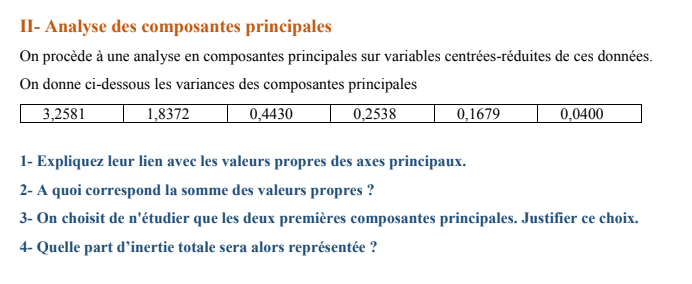 II- Analyse des composantes principales
On procède à une analyse en composantes principales sur variables centrées-réduites de ces données.
On donne ci-dessous les variances des composantes principales
3,2581 1,8372 0,4430 0,2538 0,1679 0,0400
1- Expliquez leur lien avec les valeurs propres des axes principaux.
2- A quoi correspond la somme des valeurs propres ?
3- On choisit de n'étudier que les deux premières composantes principales. Justifier ce choix.
4- Quelle part d’inertie totale sera alors représentée ?